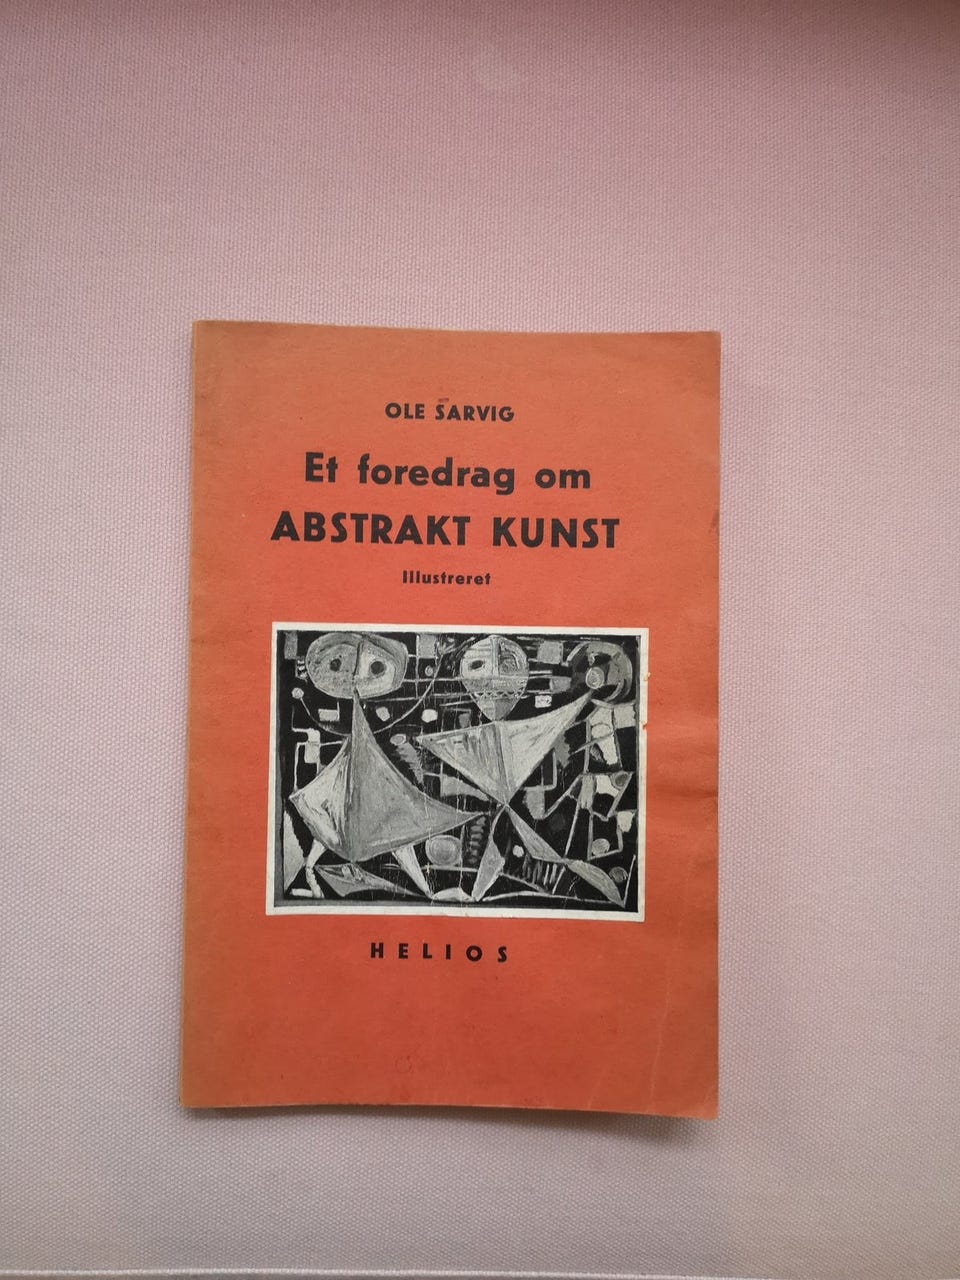 OLE SARVIG
Et foredrag om
ABSTRAKT KUNST
Illustreret
HELIOS